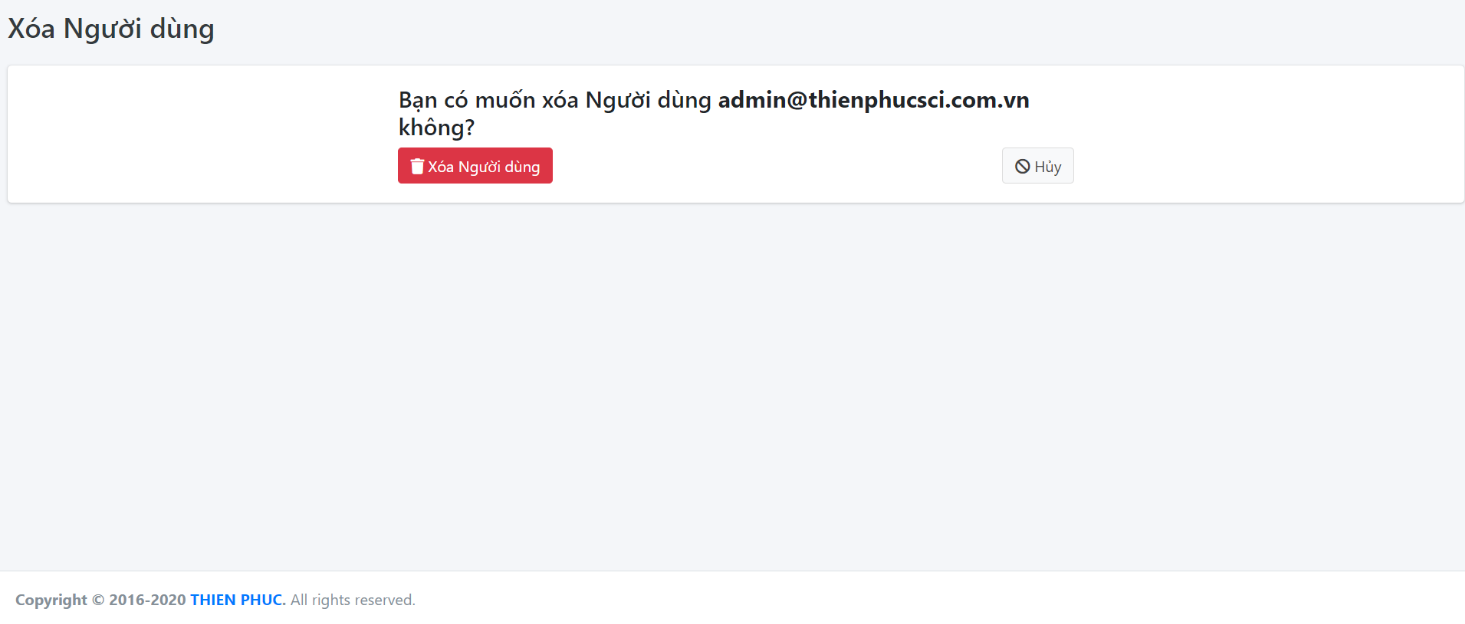 Xóa Người dùng
Bạn có muốn xóa Người dùng admin@thienphucsci.com.vn
không?
Xóa Người dùng
Hủy
Copyright © 2016-2020 THIEN PHUC. All rights reserved.